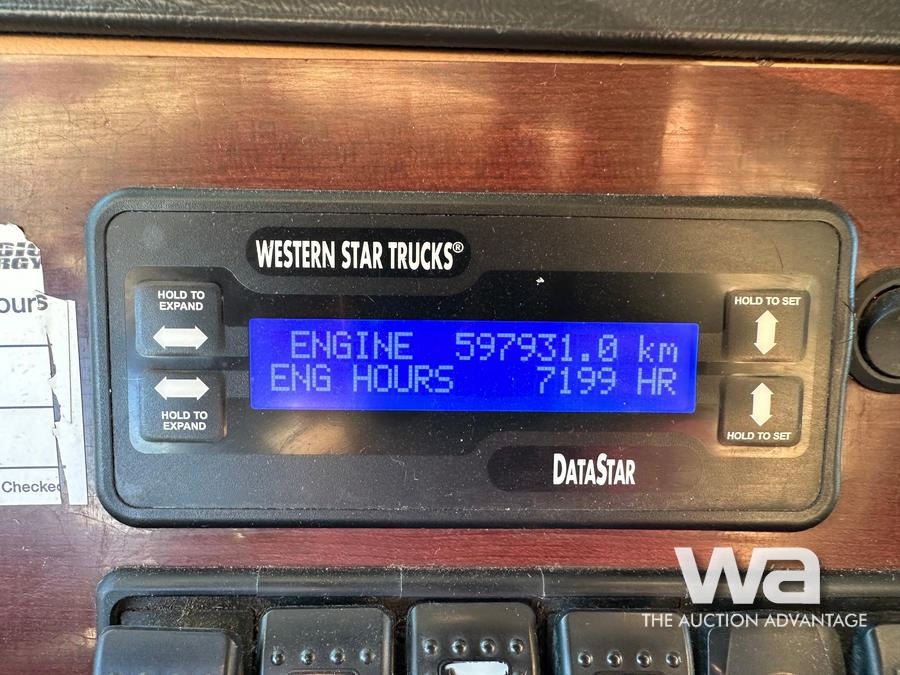 WESTERN STAR TRUCKS®
HOLD TO
EXPAND
HOLD TO SET
ENGINE 597931.0 km
ENG HOURS 7199 HR
HOLD TO
EXPAND
HOLD TO SET
DATASTAR
ours
Checked
wa
THE AUCTION ADVANTAGE